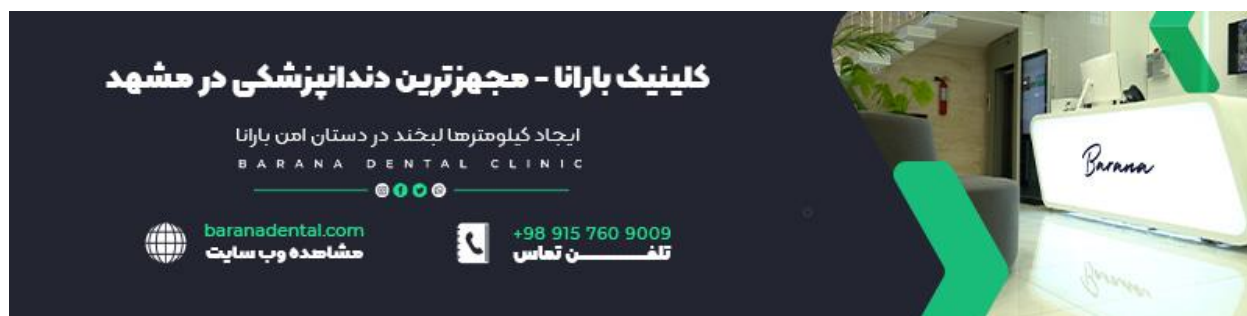 کلینیک بارانا - مجهزترین دندانپزشکی در مشهد
ایجاد کیلومترها لبخند در دستان امن بارانا
BARANA DENTAL CLINIC
baranadental.com
مشاهده وب سایت
+98 915 760 9009
تلفن تماس
Barana